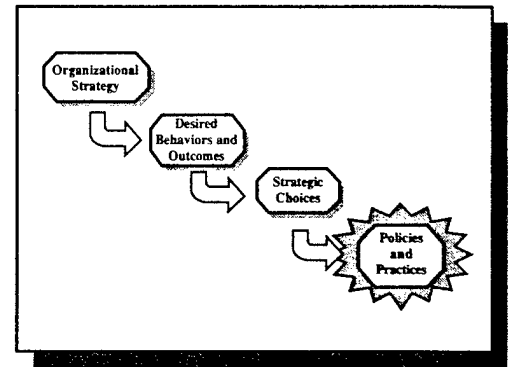 Organizational
Strategy
Desired
Behaviors and
Outcomes
Strategic
Choices
Policies
and
Practices